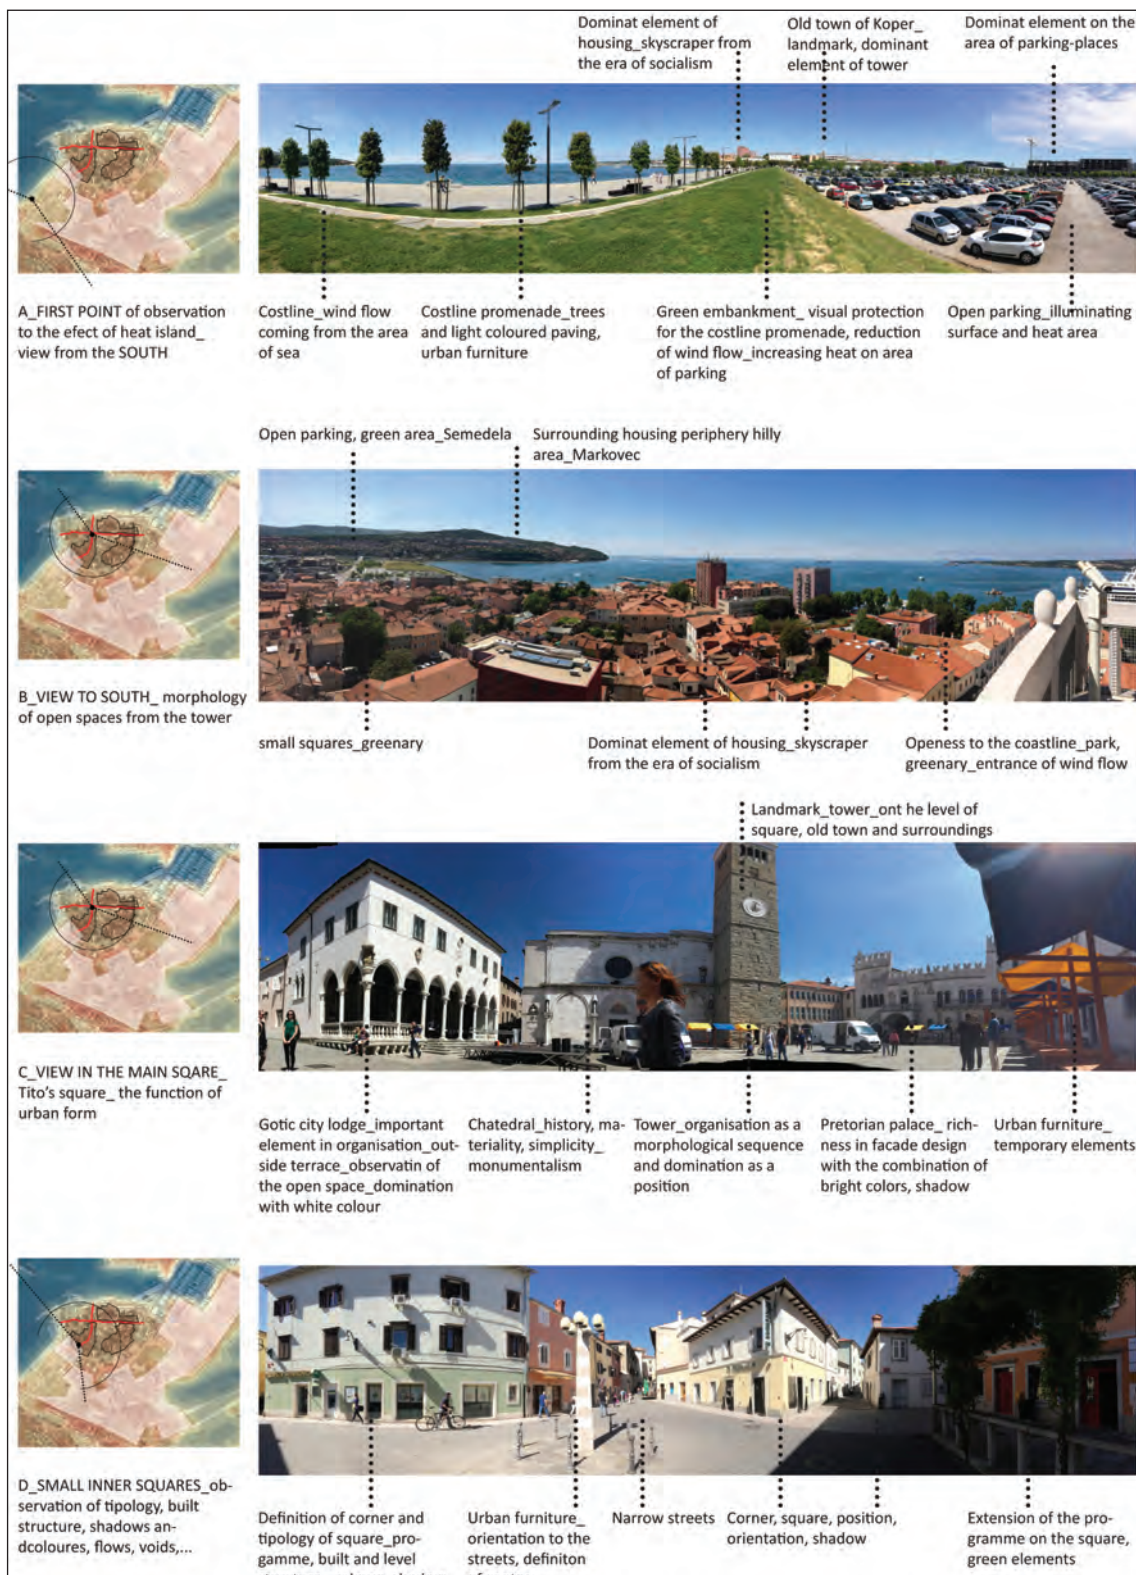 Dominat element of
housing_skyscraper from
the era of socialism
Old town of Koper_
landmark, dominant
element of tower
Dominat element on the
area of parking-places
A_FIRST POINT of observation
to the efect of heat island_
view from the SOUTH
Costline_wind flow
coming from the area
of sea
Costline promenade_trees
and light coloured paving,
urban furniture
Green embankment_ visual protection
for the costline promenade, reduction
of wind flow_increasing heat on area
of parking
Open parking_illuminating
surface and heat area
Open parking, green area_Semedela
Surrounding housing periphery hilly
area_Markovec
B_VIEW TO SOUTH_ morphology
of open spaces from the tower
small squares_greenary
Dominat element of housing_skyscraper
from the era of socialism
Openess to the coastline_park,
greenary_entrance of wind flow
Landmark_tower_ont he level of
square, old town and surroundings
C_VIEW IN THE MAIN SQARE_
Tito's square_ the function of
urban form
Gotic city lodge_important
element in organisation_out-
side terrace_observatin of
the open space_domination
with white colour
Chatedral_history, ma-
teriality, simplicity_
monumentalism
Tower_organisation as a
morphological sequence
and domination as a
position
Pretorian palace_ rich-
ness in facade design
with the combination of
bright colors, shadow
Urban furniture_
temporary elements
D_SMALL INNER SQUARES_ob-
servation of tipology, built
structure, shadows an-
dcoloures, flows, voids,...
Definition of corner and
tipology of square_pro-
gamme, built and level
Urban furniture_
orientation to the
streets, definiton
Narrow streets
Corner, square, position,
orientation, shadow
Extension of the pro-
gramme on the square,
green elements